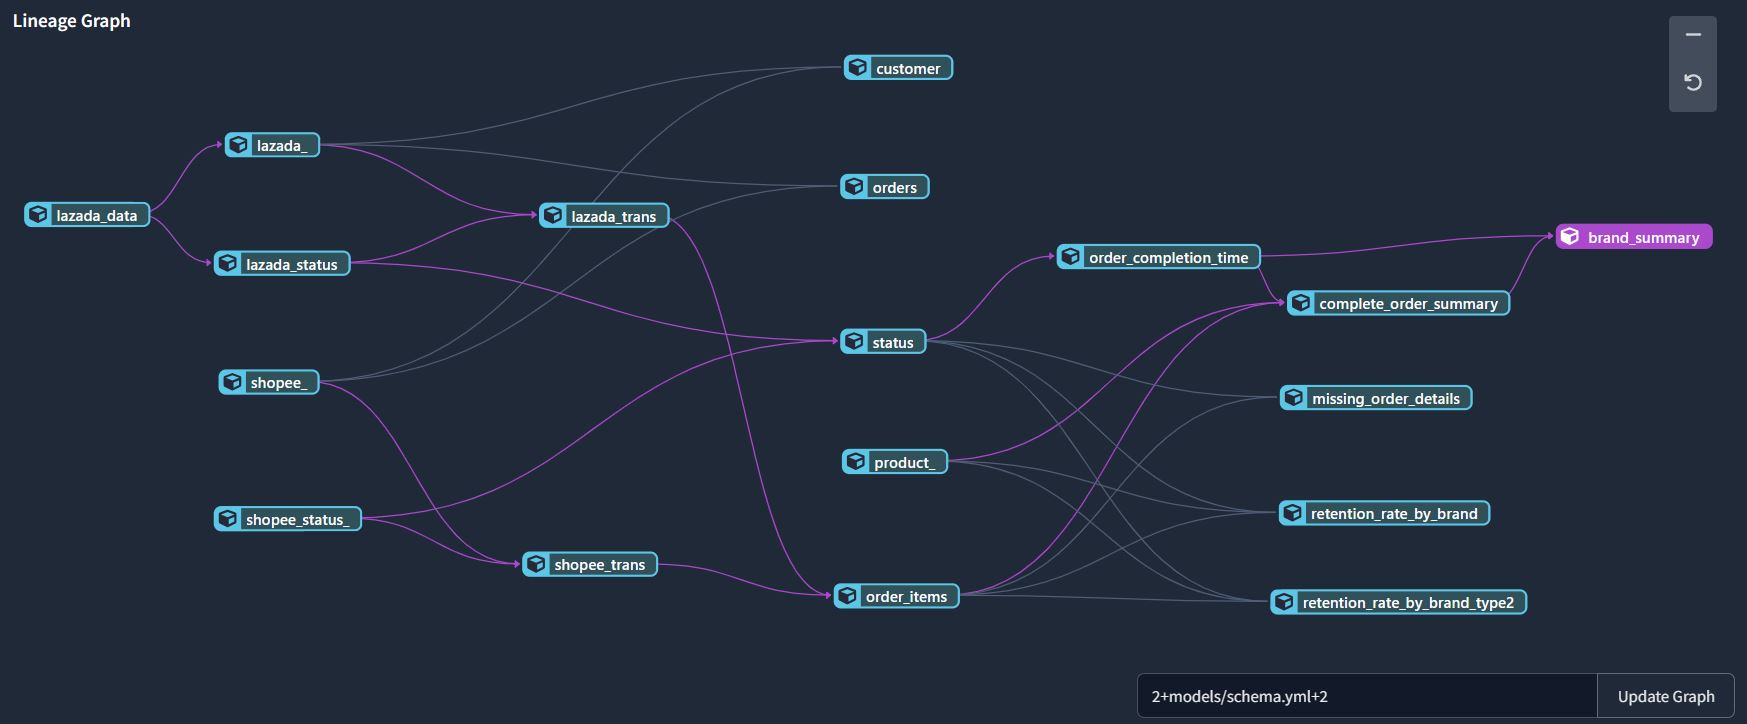 Lineage Graph
customer
lazada_
orders
lazada_data
lazada_trans
brand_summary
lazada_status
order_completion_time
complete_order_summary
status
shopee_
missing_order_details
product_
retention_rate_by_brand
shopee_status_
shopee_trans
order_items
retention_rate_by_brand_type2
2+models/schema.yml+2
Update Graph